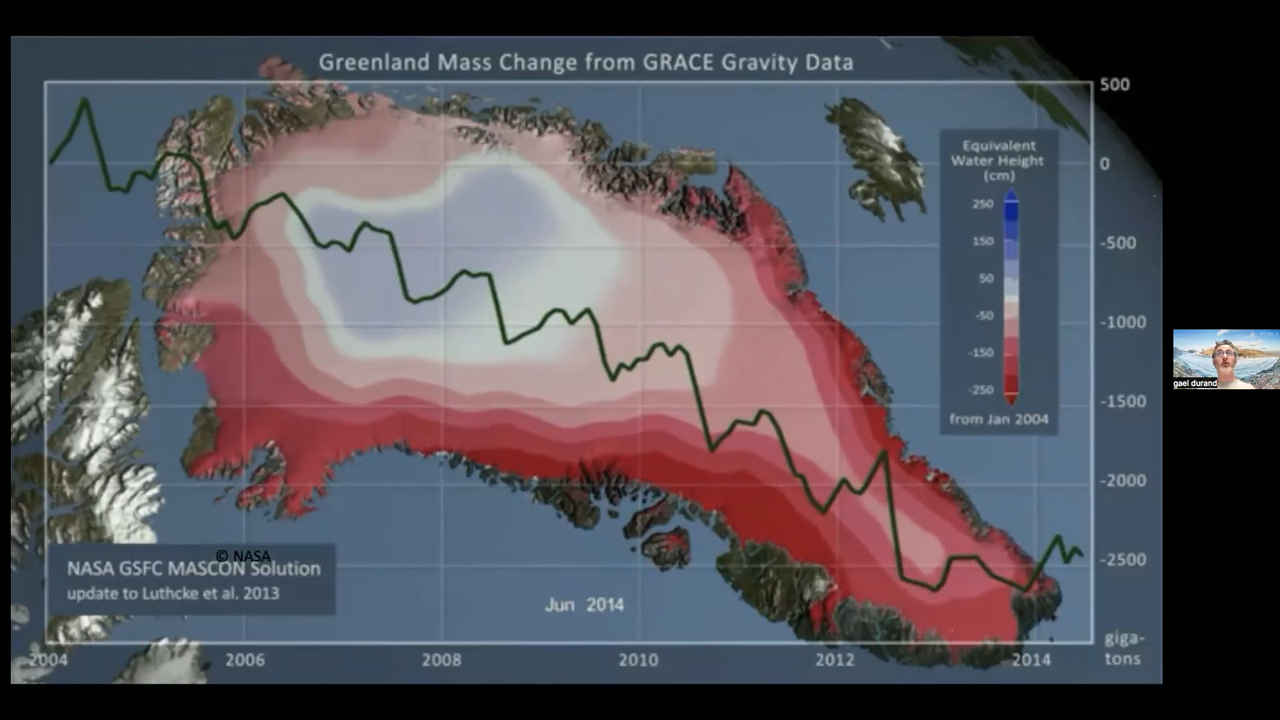 Greenland Mass Change from GRACE Gravity Data
500
0
-500
-1000
-1500
-2000
-2500
giga-
tons
Equivalent
Water Height
(cm)
250
150
50
-50
-150
-250
from Jan 2004
gael durand
© NASA
NASA GSFC MASCON Solution
update to Luthcke et al. 2013
Jun 2014
2004
2006
2008
2010
2012
2014